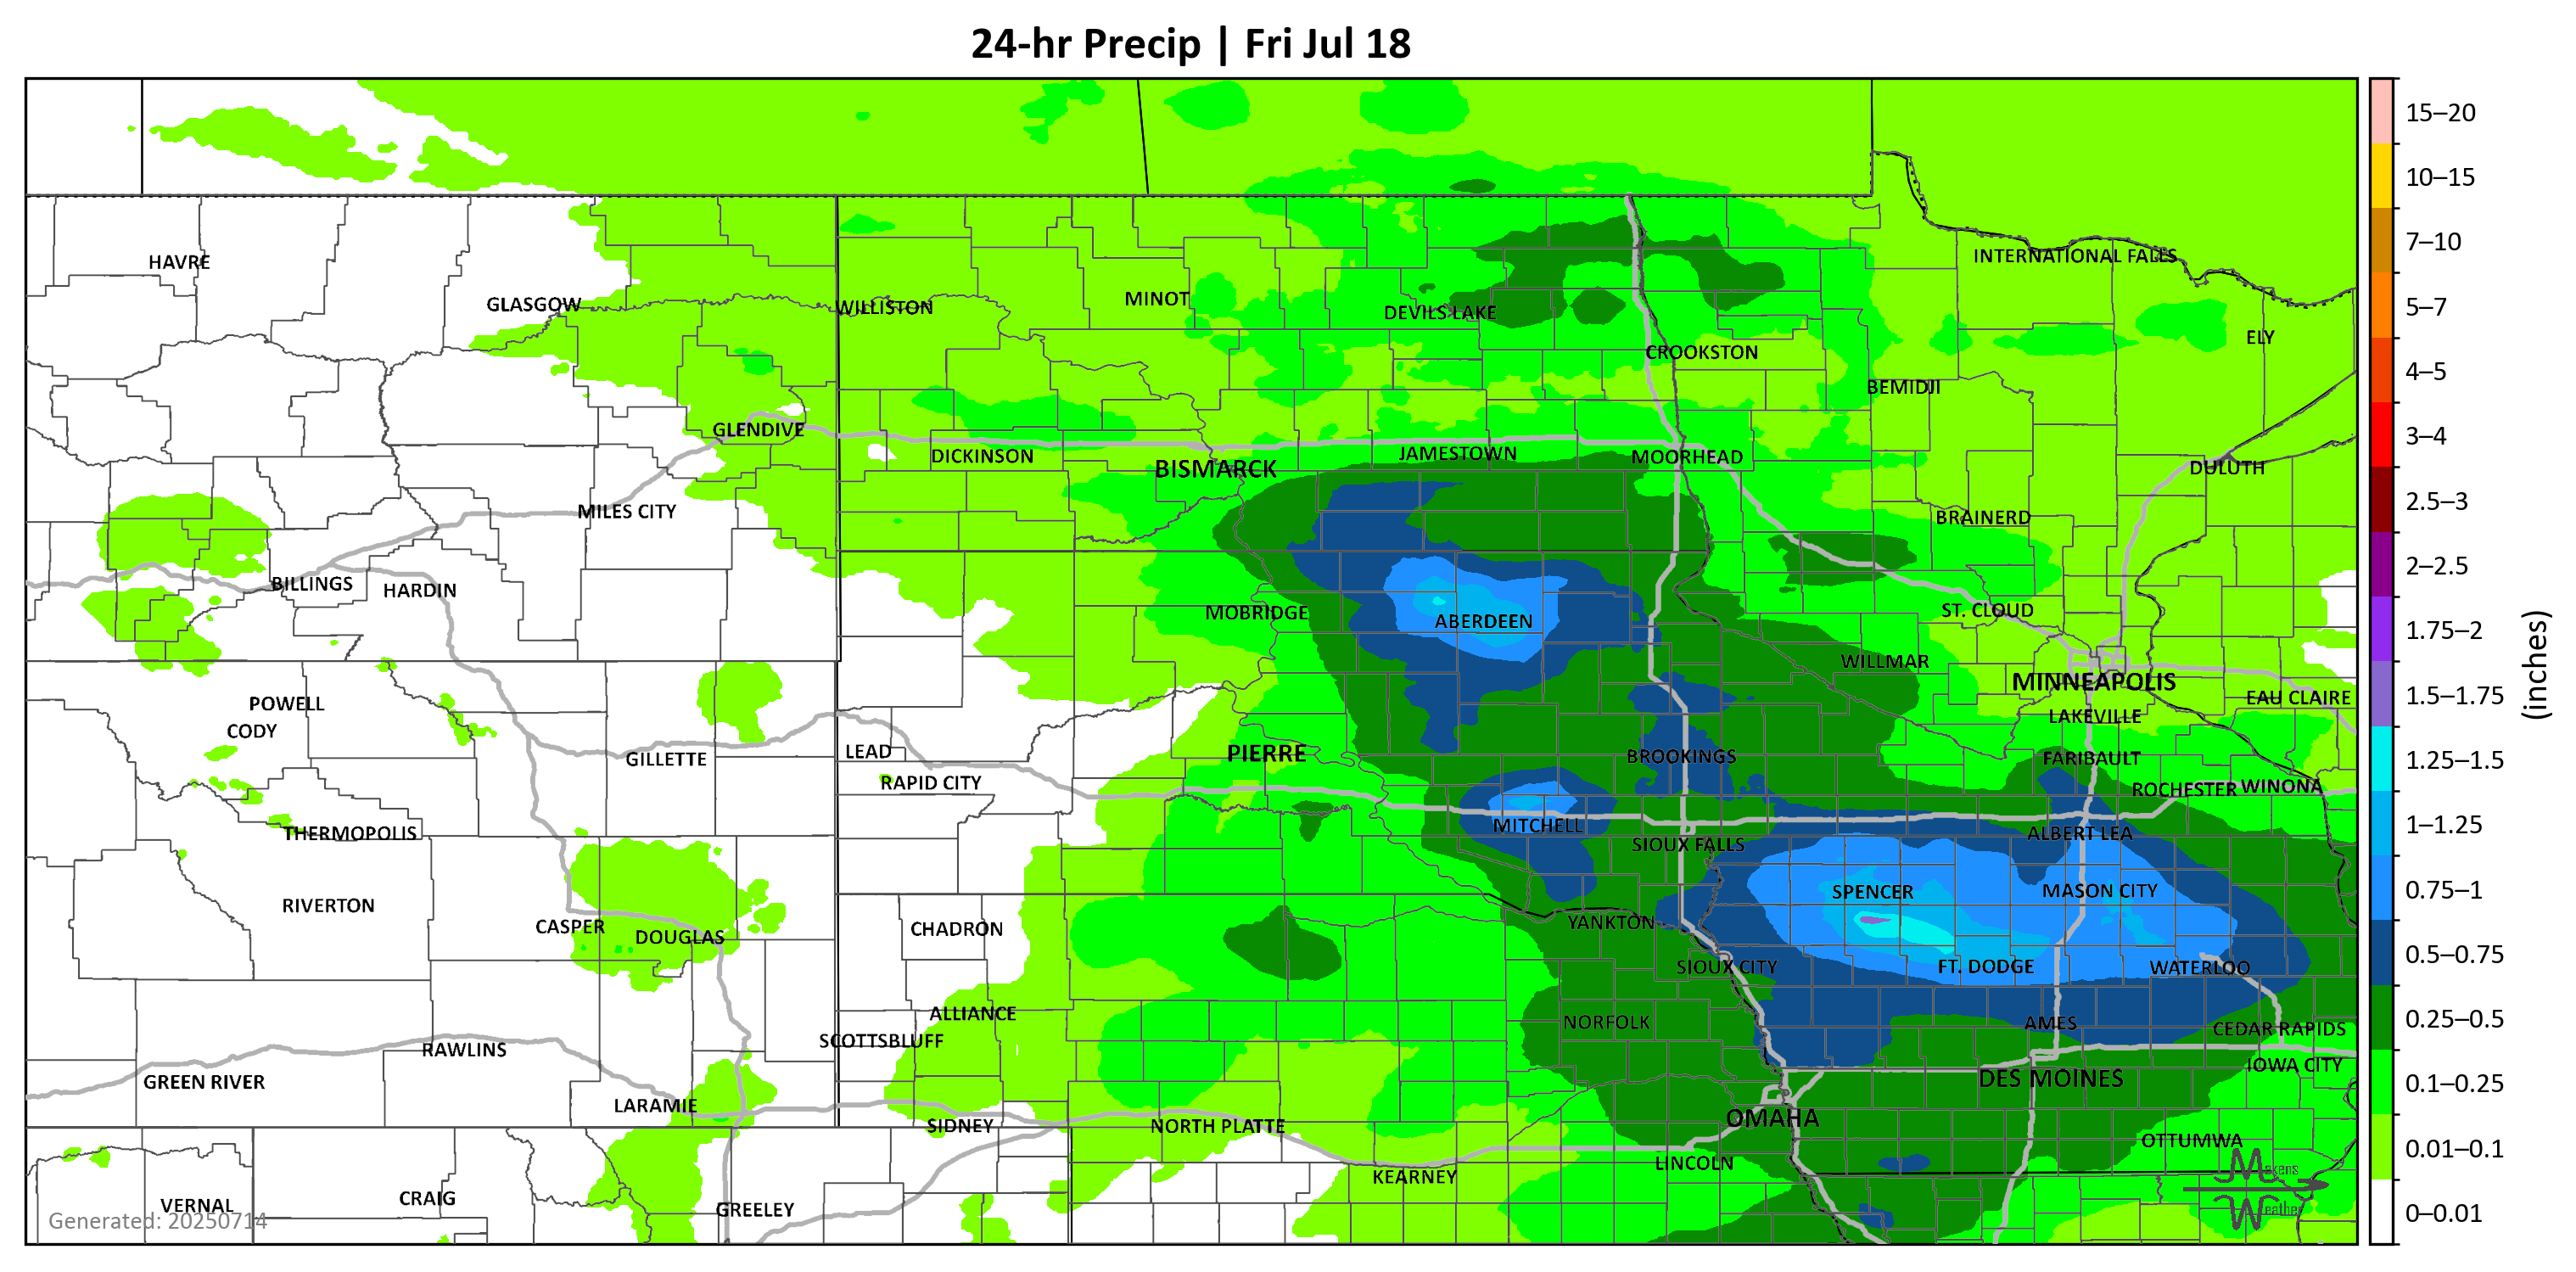 24-hr Precip | Fri Jul 18
15–20
10–15
INTERNATIONAL FALLS
7–10
HAVRE
GLASGOW
WILLISTON
MINOT
DEVILS LAKE
5–7
ELY
CROOKSTON
BEMIDJI
4–5
GLENDIVE
DICKINSON
BISMARCK
JAMESTOWN
MOORHEAD
3–4
DULUTH
MILES CITY
BRAINERD
2.5–3
BILLINGS
HARDIN
2–2.5
MOBRIDGE
ABERDEEN
ST. CLOUD
1.75–2
WILLMAR
(inches)
POWELL
MINNEAPOLIS
EAU CLAIRE
1.5–1.75
CODY
LAKEVILLE
GILLETTE
LEAD
PIERRE
BROOKINGS
FARIBAULT
1.25–1.5
RAPID CITY
ROCHESTER
WINONA
THERMOPOLIS
MITCHELL
SIOUX FALLS
ALBERT LEA
1–1.25
RIVERTON
SPENCER
MASON CITY
0.75–1
CASPER
DOUGLAS
CHADRON
YANKTON
SIOUX CITY
FT. DODGE
WATERLOO
0.5–0.75
ALLIANCE
SCOTTSBLUFF
NORFOLK
AMES
CEDAR RAPIDS
0.25–0.5
RAWLINS
GREEN RIVER
IOWA CITY
DES MOINES
0.1–0.25
LARAMIE
SIDNEY
NORTH PLATTE
OMAHA
OTTUMWA
0.01–0.1
LINCOLN
KEARNEY
Makens
Weather
VERNAL
CRAIG
GREELEY
0–0.01
Generated: 20250714